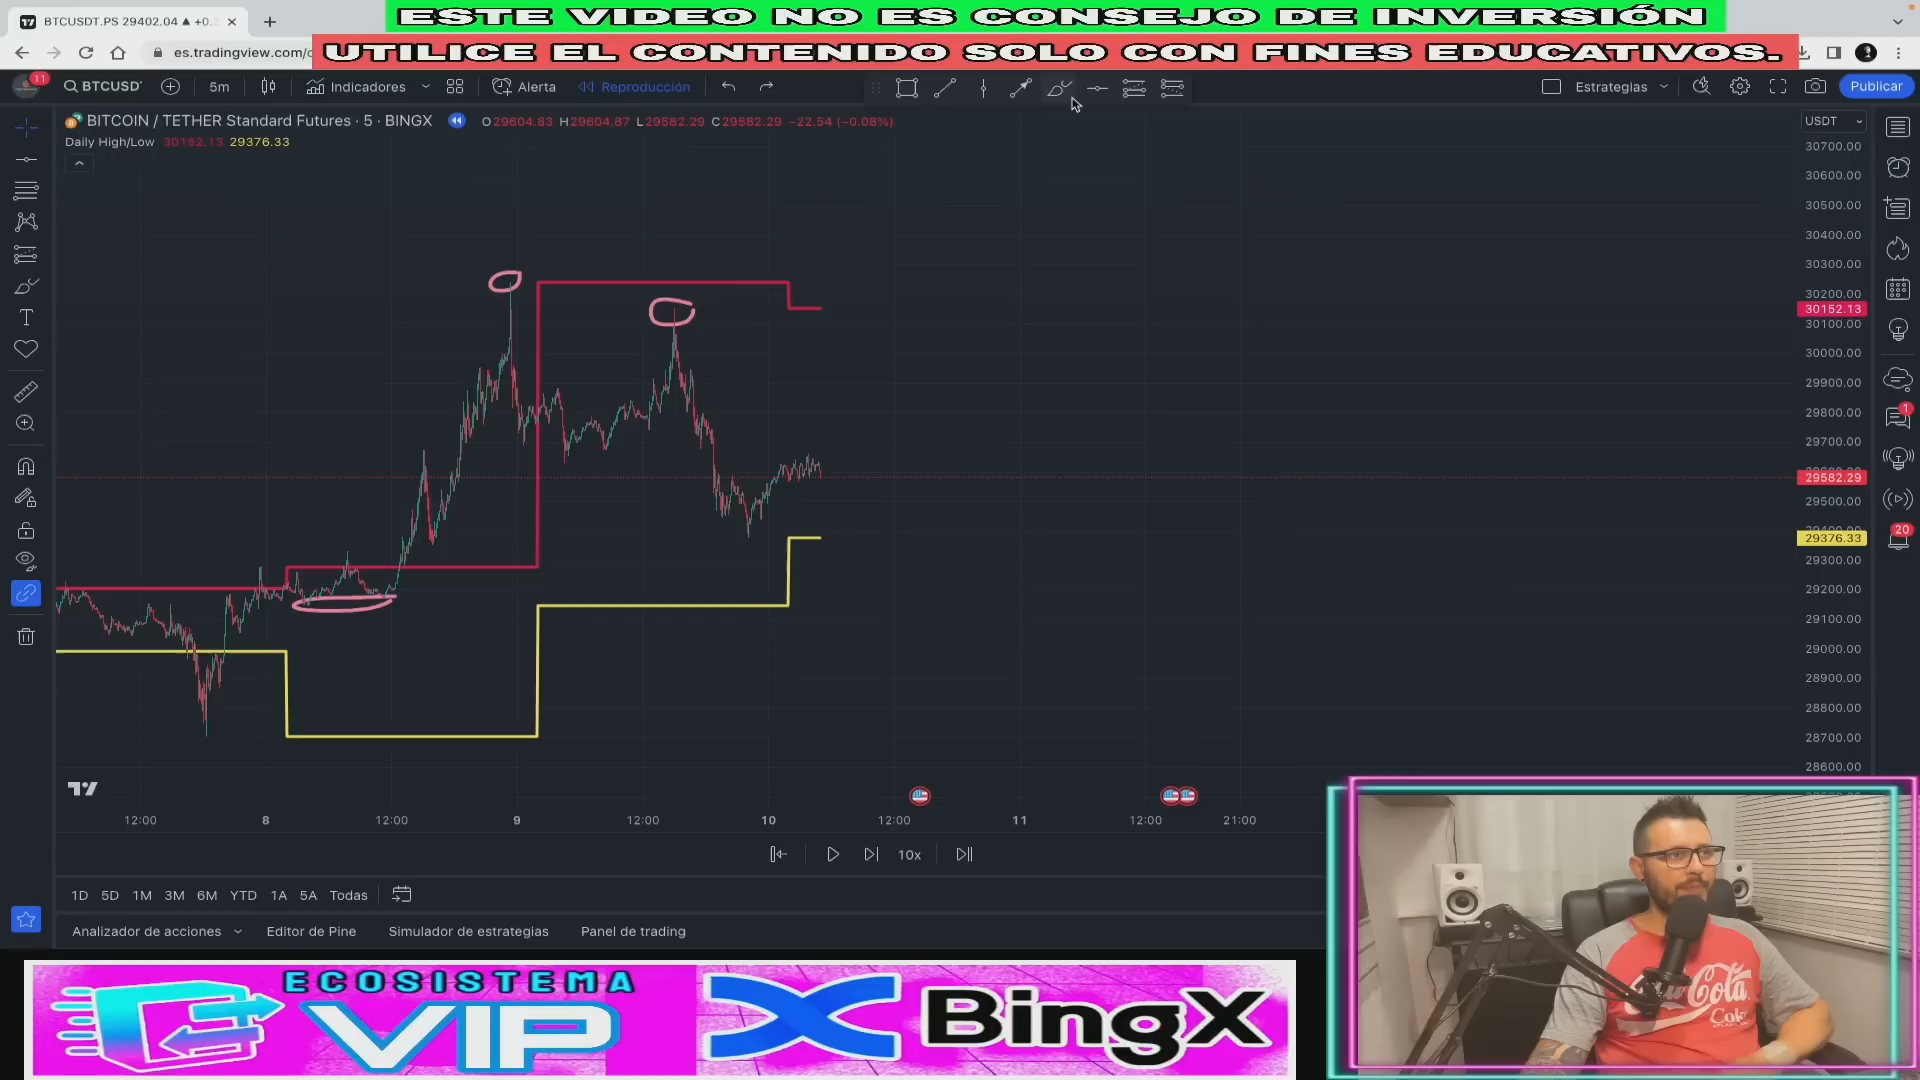 BTCUSDT.PS 29402.04 ▲ +0.3
ESTE VIDEO NO ES CONSEJO DE INVERSIÓN
es.tradingview.com/c
UTILICE EL CONTENIDO SOLO CON FINES EDUCATIVOS.
11
BTCUSD
5m
Indicadores
Alerta
Reproducción
Estrategias
Publicar
BITCOIN / TETHER Standard Futures · 5 · BINGX
O29604.83 H29604.87 L29582.29 C29582.29 −22.54 (−0.08%)
USDT
Daily High/Low 30152.13 29376.33
30700.00
30600.00
30500.00
30400.00
30300.00
30200.00
30152.13
30100.00
30000.00
29900.00
29800.00
29700.00
29582.29
29500.00
29376.33
29300.00
29200.00
29100.00
29000.00
28900.00
28800.00
28700.00
28600.00
1
20
12:00 8 12:00 9 12:00 10 12:00 11 12:00 21:00
10x
1D 5D 1M 3M 6M YTD 1A 5A Todas
Analizador de acciones Editor de Pine Simulador de estrategias Panel de trading
ECOSISTEMA
VIP
BingX
Coca-Cola